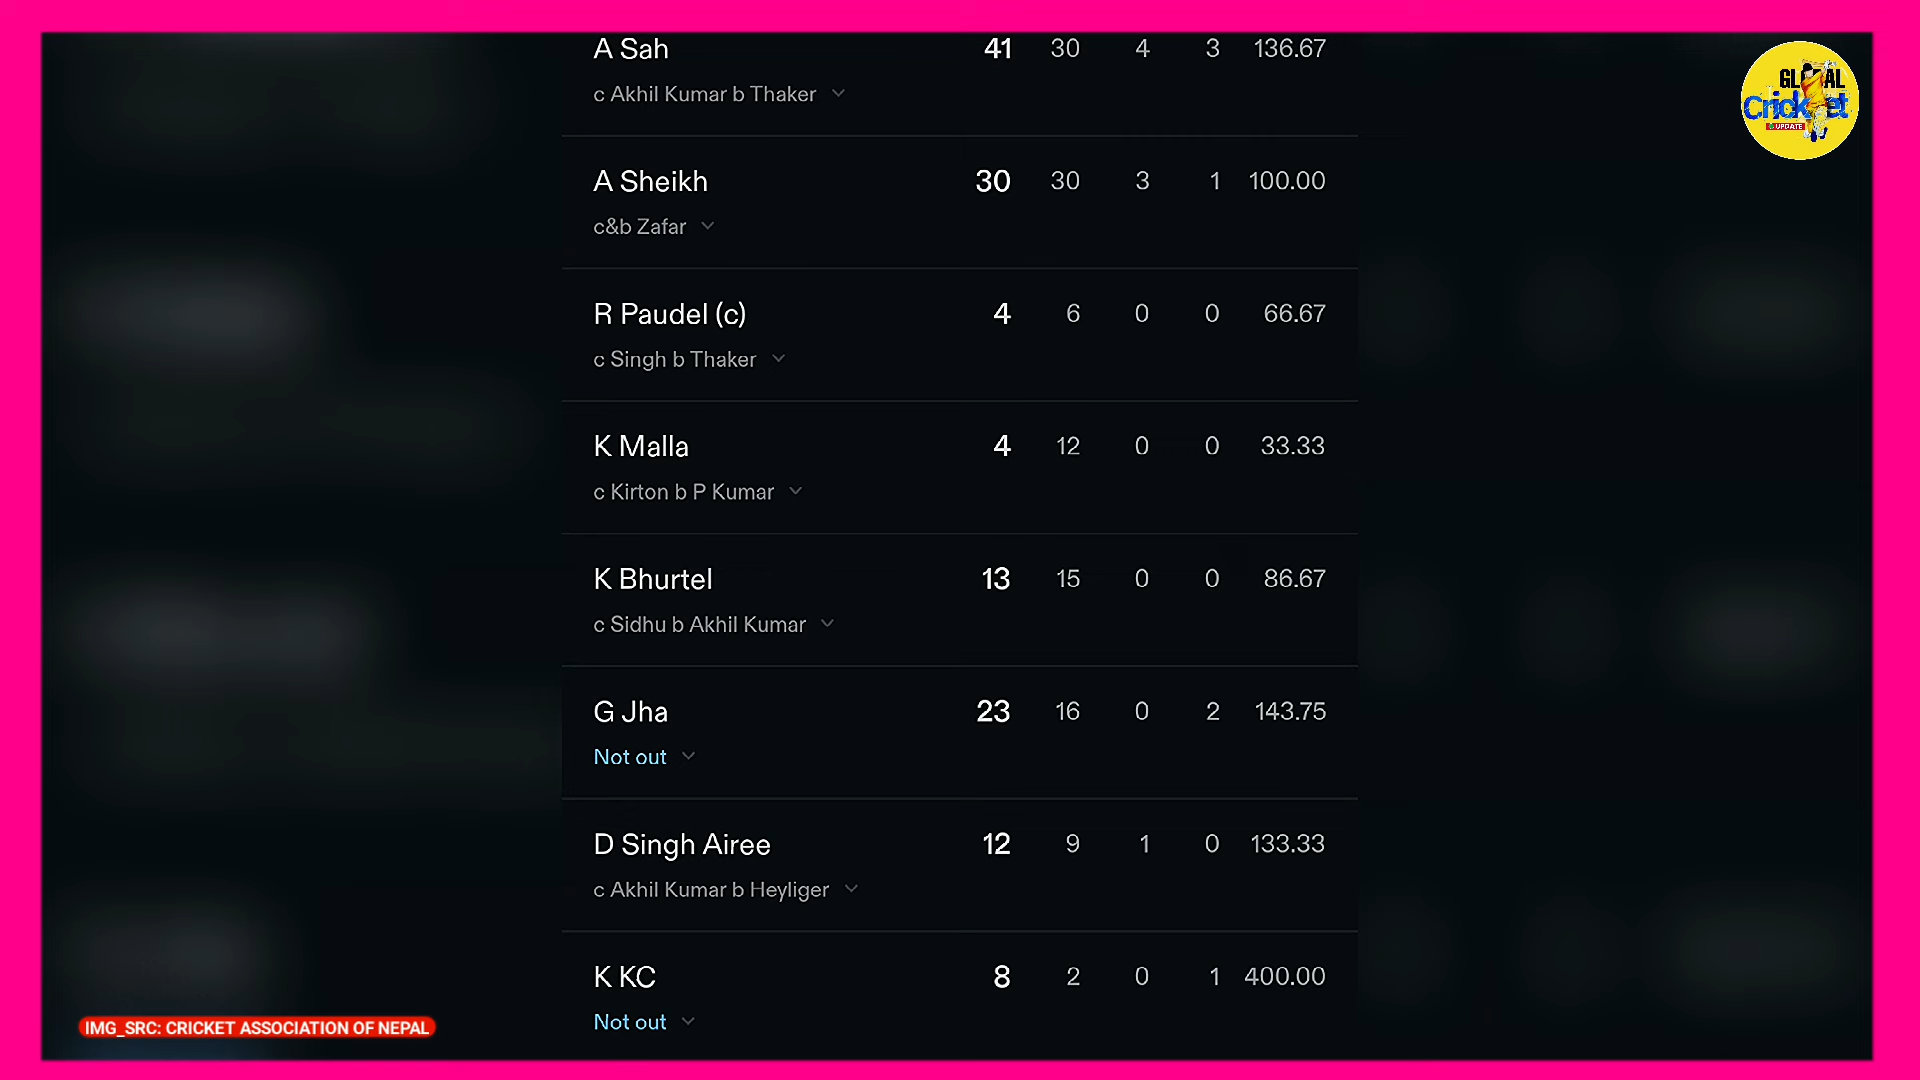 A Sah 41 30 4 3 136.67
c Akhil Kumar b Thaker
GLOBAL
Cricket
UPDATE
A Sheikh 30 30 3 1 100.00
c&b Zafar
R Paudel (c) 4 6 0 0 66.67
c Singh b Thaker
K Malla 4 12 0 0 33.33
c Kirton b P Kumar
K Bhurtel 13 15 0 0 86.67
c Sidhu b Akhil Kumar
G Jha 23 16 0 2 143.75
Not out
D Singh Airee 12 9 1 0 133.33
c Akhil Kumar b Heyliger
K KC 8 2 0 1 400.00
Not out
IMG_SRC: CRICKET ASSOCIATION OF NEPAL